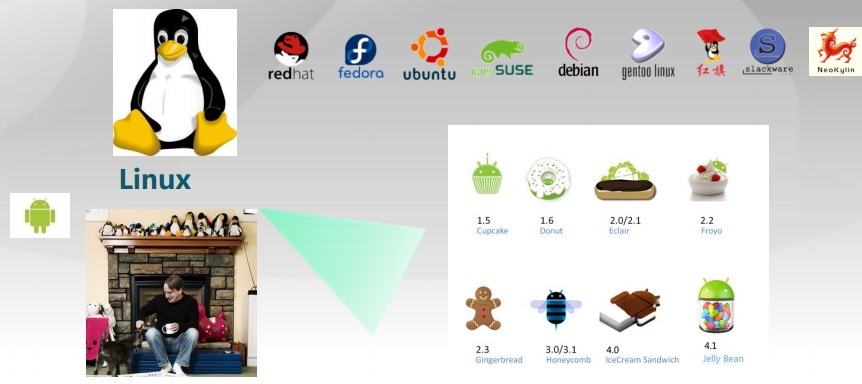 redhat
fedora
ubuntu
openSUSE
debian
gentoo linux
红旗
slackware
NeoKylin
Linux
1.5
Cupcake
1.6
Donut
2.0/2.1
Eclair
2.2
Froyo
2.3
Gingerbread
3.0/3.1
Honeycomb
4.0
IceCream Sandwich
4.1
Jelly Bean